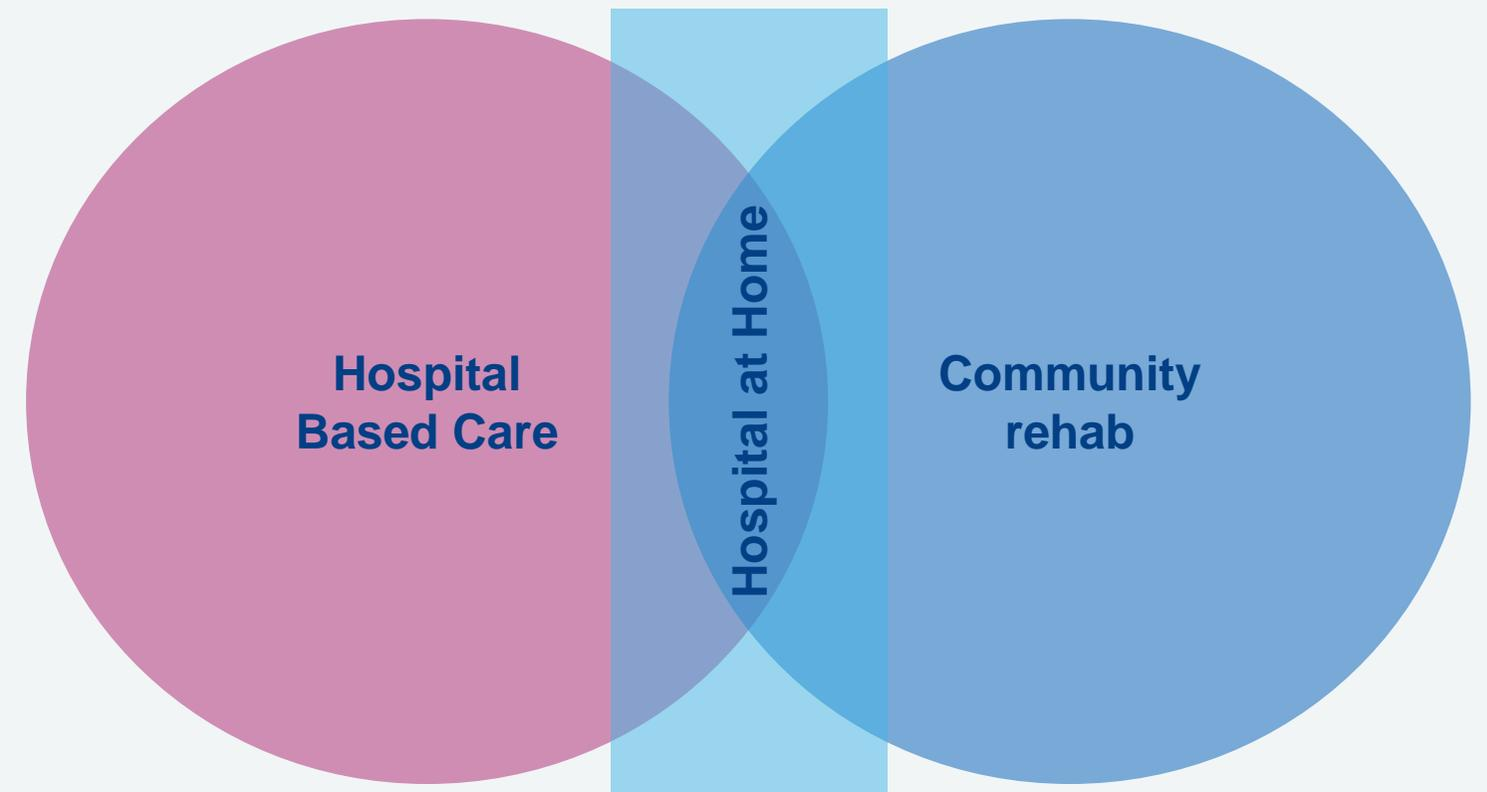 Hospital
Based Care
Hospital at Home
Community
rehab